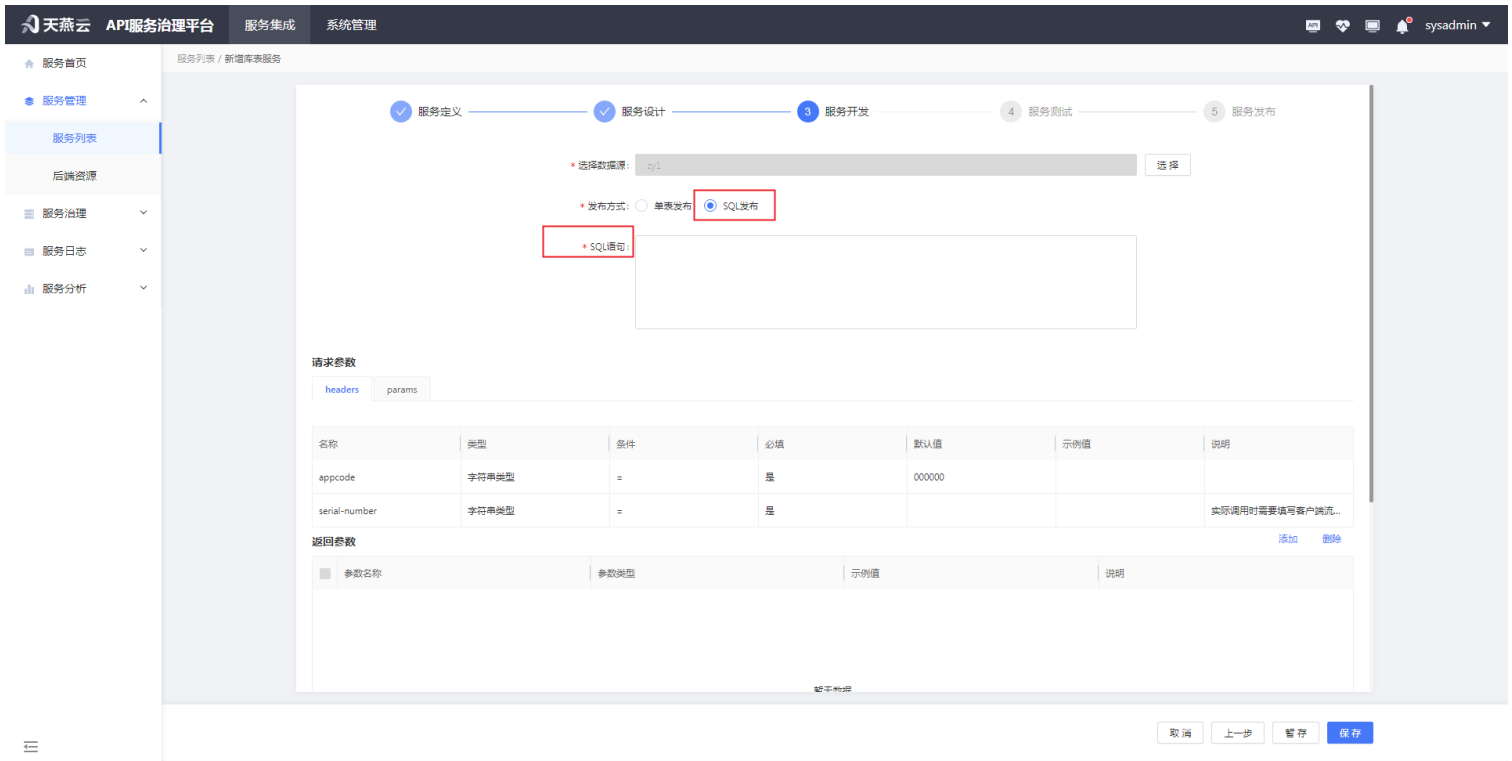 天燕云 API服务治理平台 服务集成 系统管理 API sysadmin
服务首页
服务管理
服务列表
后端资源
服务治理
服务日志
服务分析
服务列表 / 新增库表服务
服务定义 服务设计 3 服务开发 4 服务测试 5 服务发布
* 选择数据源: zy1 选 择
* 发布方式: 单表发布 SQL发布
* SQL语句:
请求参数
headers params
名称 类型 条件 必填 默认值 示例值 说明
appcode 字符串类型 = 是 000000
serial-number 字符串类型 = 是 实际调用时需要填写客户端流...
返回参数 添加 删除
参数名称 参数类型 示例值 说明
暂无数据
取 消 上一步 暂 存 保 存